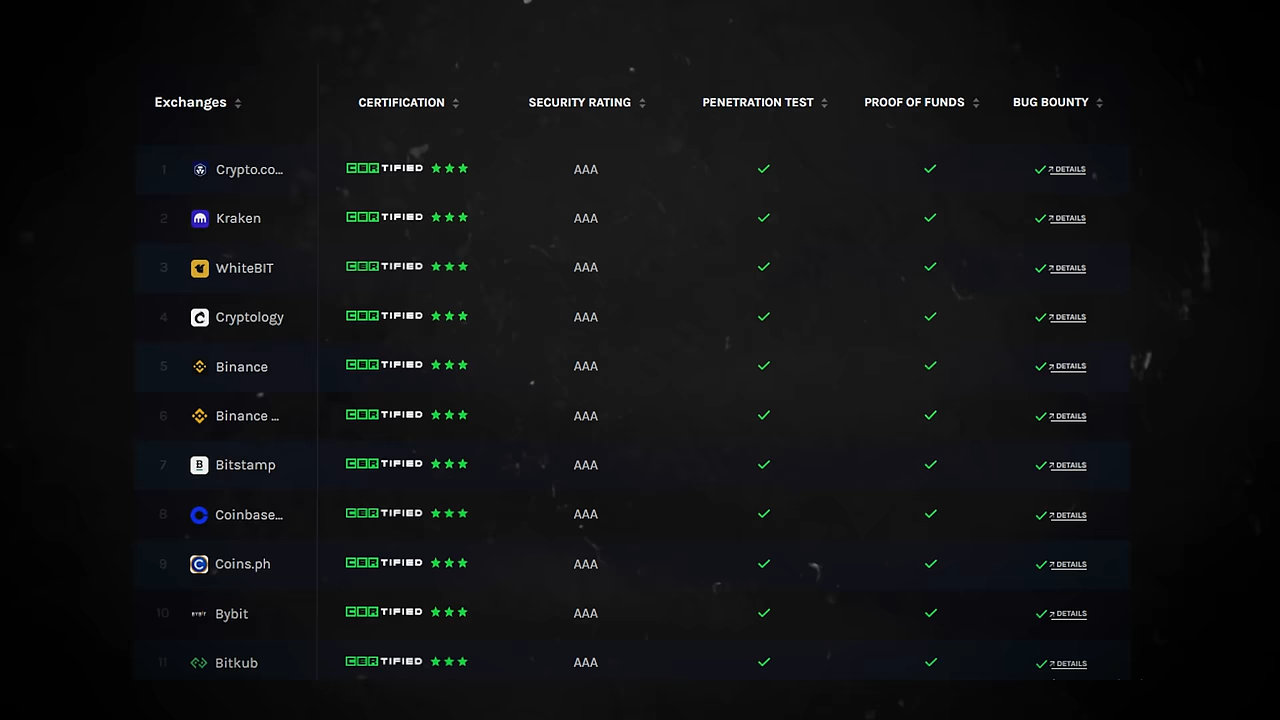 Exchanges CERTIFICATION SECURITY RATING PENETRATION TEST PROOF OF FUNDS BUG BOUNTY
1 Crypto.co... CERTIFIED AAA DETAILS
2 Kraken CERTIFIED AAA DETAILS
3 WhiteBIT CERTIFIED AAA DETAILS
4 Cryptology CERTIFIED AAA DETAILS
5 Binance CERTIFIED AAA DETAILS
6 Binance ... CERTIFIED AAA DETAILS
7 Bitstamp CERTIFIED AAA DETAILS
8 Coinbase... CERTIFIED AAA DETAILS
9 Coins.ph CERTIFIED AAA DETAILS
10 BYBIT Bybit CERTIFIED AAA DETAILS
11 Bitkub CERTIFIED AAA DETAILS